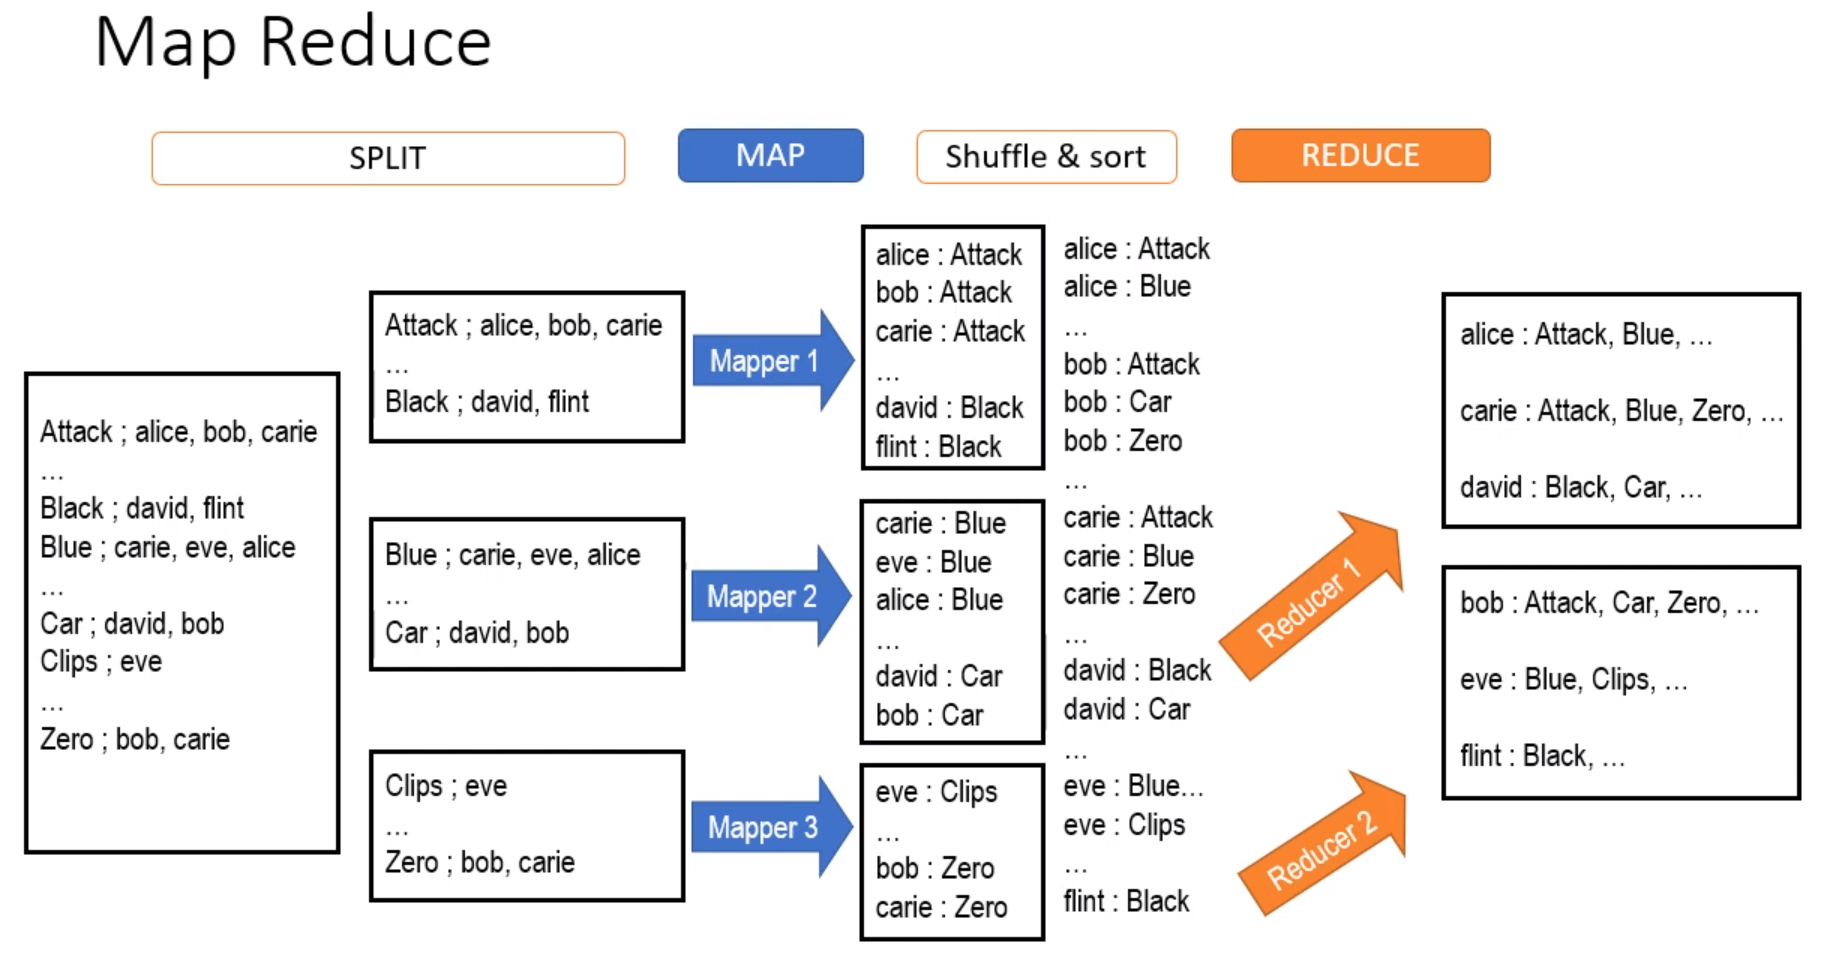 Map Reduce
SPLIT
MAP
Shuffle & sort
REDUCE
Attack ; alice, bob, carie
...
Black ; david, flint
Blue ; carie, eve, alice
...
Car ; david, bob
Clips ; eve
...
Zero ; bob, carie
Attack ; alice, bob, carie
...
Black ; david, flint
Blue ; carie, eve, alice
...
Car ; david, bob
Clips ; eve
...
Zero ; bob, carie
Mapper 1
Mapper 2
Mapper 3
alice : Attack
bob : Attack
carie : Attack
...
david : Black
flint : Black
carie : Blue
eve : Blue
alice : Blue
...
david : Car
bob : Car
eve : Clips
...
bob : Zero
carie : Zero
alice : Attack
alice : Blue
...
bob : Attack
bob : Car
bob : Zero
...
carie : Attack
carie : Blue
carie : Zero
...
david : Black
david : Car
...
eve : Blue...
eve : Clips
...
flint : Black
Reducer 1
Reducer 2
alice : Attack, Blue, ...
carie : Attack, Blue, Zero, ...
david : Black, Car, ...
bob : Attack, Car, Zero, ...
eve : Blue, Clips, ...
flint : Black, ...